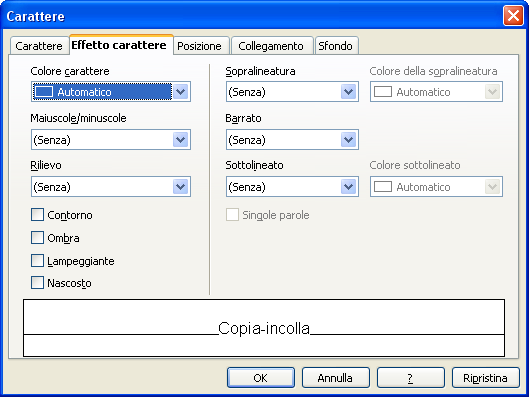 Carattere
Carattere Effetto carattere Posizione Collegamento Sfondo
Colore carattere
Automatico
Maiuscole/minuscole
(Senza)
Rilievo
(Senza)
Contorno
Ombra
Lampeggiante
Nascosto
Sopralineatura
(Senza)
Colore della sopralineatura
Automatico
Barrato
(Senza)
Sottolineato
(Senza)
Colore sottolineato
Automatico
Singole parole
Copia-incolla
OK Annulla ? Ripristina